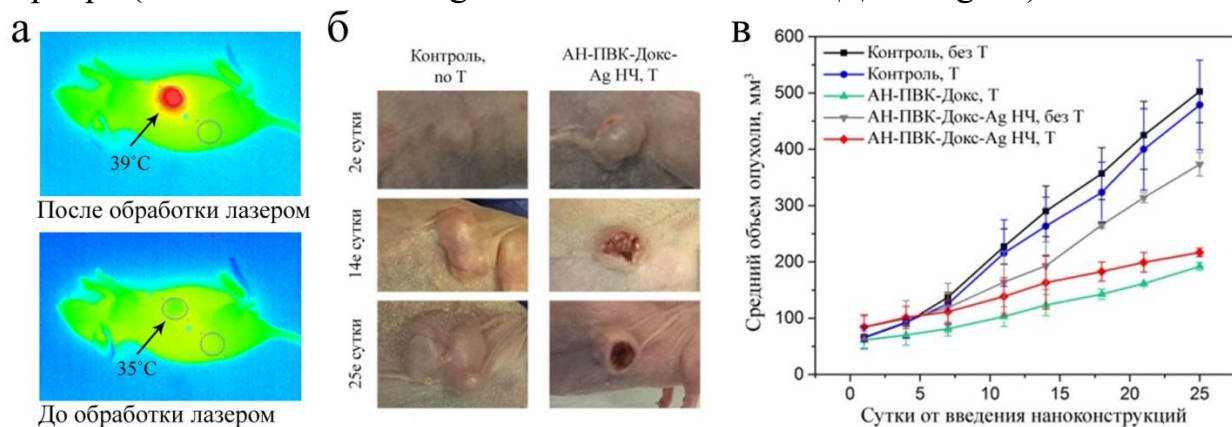 а
39˚C
После обработки лазером
35˚C
До обработки лазером
б
Контроль,
no T
АН-ПВК-Докс-
Ag НЧ, T
2е сутки
14е сутки
25е сутки
в
Средний объем опухоли, мм³
600
500
400
300
200
100
0
Контроль, без T
Контроль, T
АН-ПВК-Докс, T
АН-ПВК-Докс-Ag НЧ, без T
АН-ПВК-Докс-Ag НЧ, T
0 5 10 15 20 25
Сутки от введения наноконструкций